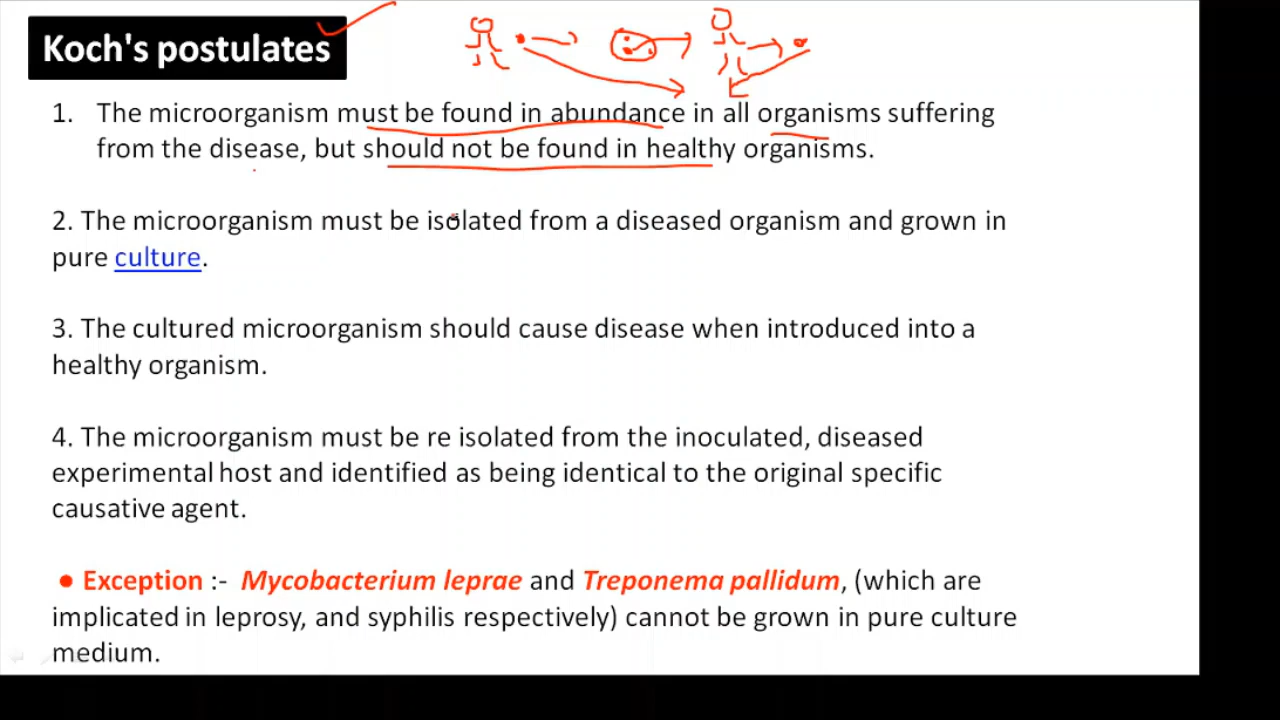 Koch's postulates
1. The microorganism must be found in abundance in all organisms suffering
from the disease, but should not be found in healthy organisms.
2. The microorganism must be isolated from a diseased organism and grown in
pure culture.
3. The cultured microorganism should cause disease when introduced into a
healthy organism.
4. The microorganism must be re isolated from the inoculated, diseased
experimental host and identified as being identical to the original specific
causative agent.
● Exception :- Mycobacterium leprae and Treponema pallidum, (which are
implicated in leprosy, and syphilis respectively) cannot be grown in pure culture
medium.